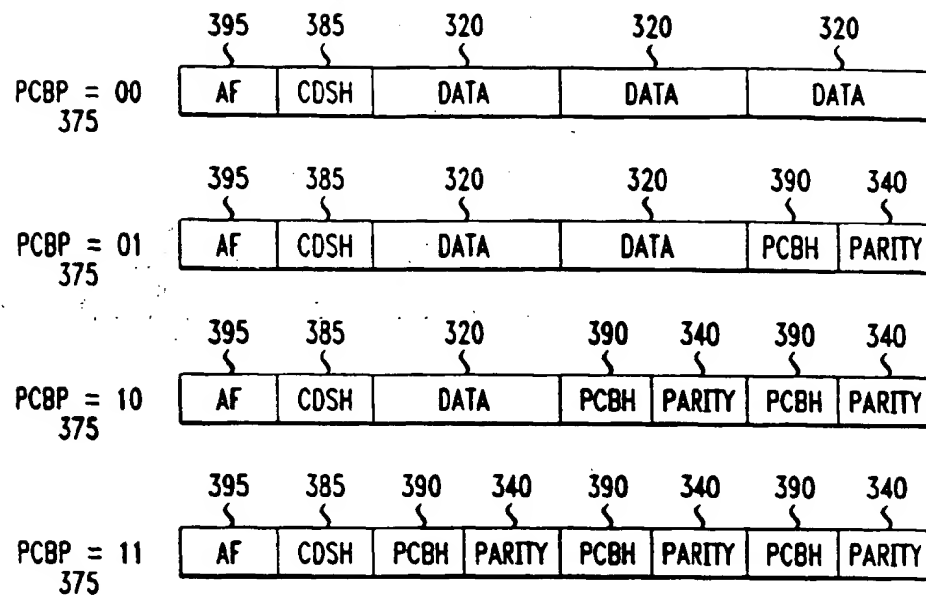 395 385 320 320 320
PCBP = 00 AF CDSH DATA DATA DATA
375
395 385 320 320 390 340
PCBP = 01 AF CDSH DATA DATA PCBH PARITY
375
395 385 320 390 340 390 340
PCBP = 10 AF CDSH DATA PCBH PARITY PCBH PARITY
375
395 385 390 340 390 340 390 340
PCBP = 11 AF CDSH PCBH PARITY PCBH PARITY PCBH PARITY
375